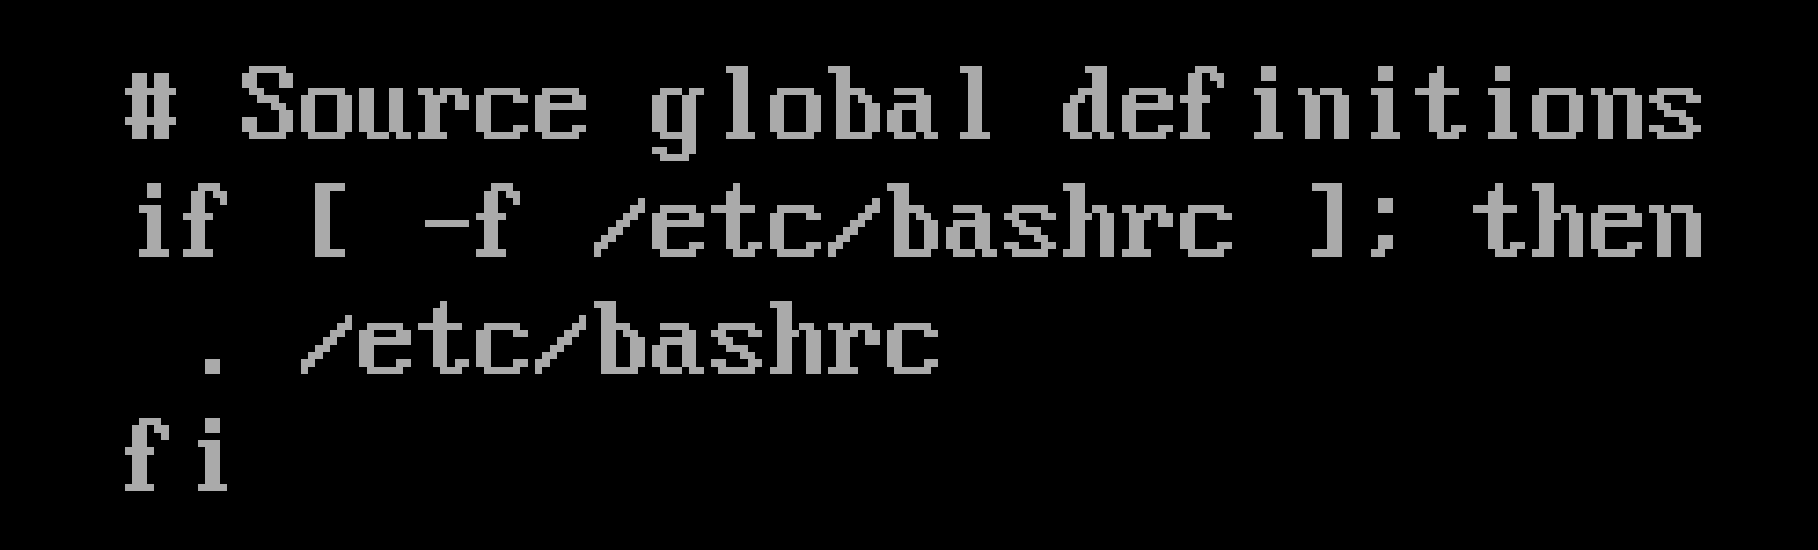 # Source global definitions
if [ -f /etc/bashrc ]; then
 . /etc/bashrc
fi